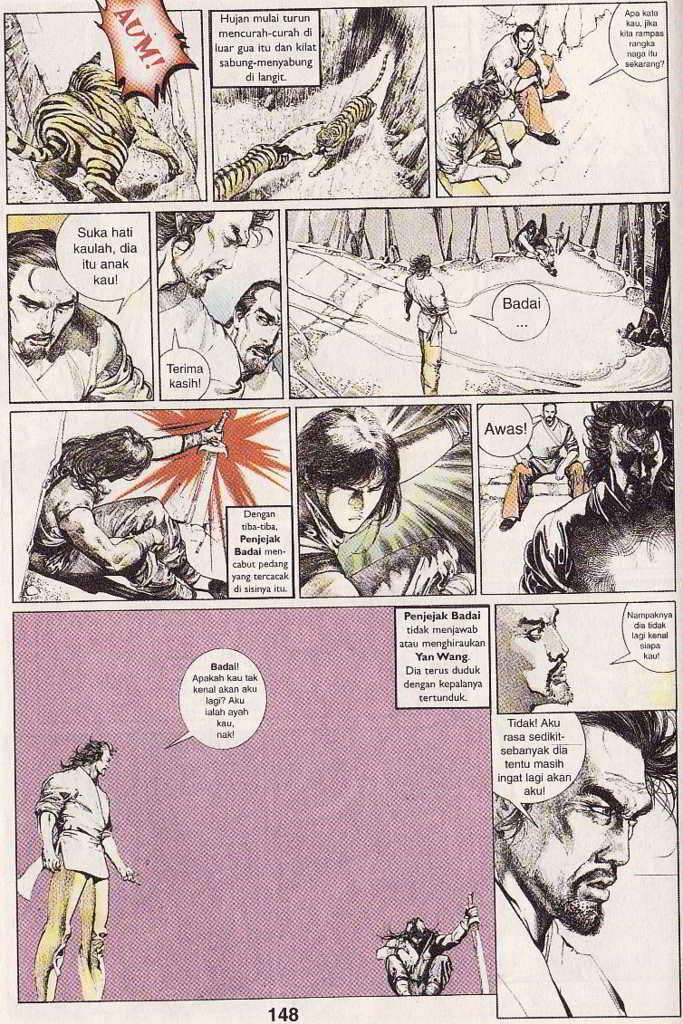 AUM!
Hujan mulai turun
mencurah-curah di
luar gua itu dan kilat
sabung-menyabung
di langit.
Apa kata
kau, jika
kita rampas
rangka
naga itu
sekarang?
Suka hati
kaulah, dia
itu anak
kau!
Terima
kasih!
Badai
...
Dengan
tiba-tiba,
Penjejak
Badai men-
cabut pedang
yang tercacak
di sisinya itu.
Awas!
Badai!
Apakah kau tak
kenal akan aku
lagi? Aku
ialah ayah
kau,
nak!
Penjejak Badai
tidak menjawab
atau menghiraukan
Yan Wang.
Dia terus duduk
dengan kepalanya
tertunduk.
Nampaknya
dia tidak
lagi kenal
siapa
kau!
Tidak! Aku
rasa sedikit-
sebanyak dia
tentu masih
ingat lagi akan
aku!
148